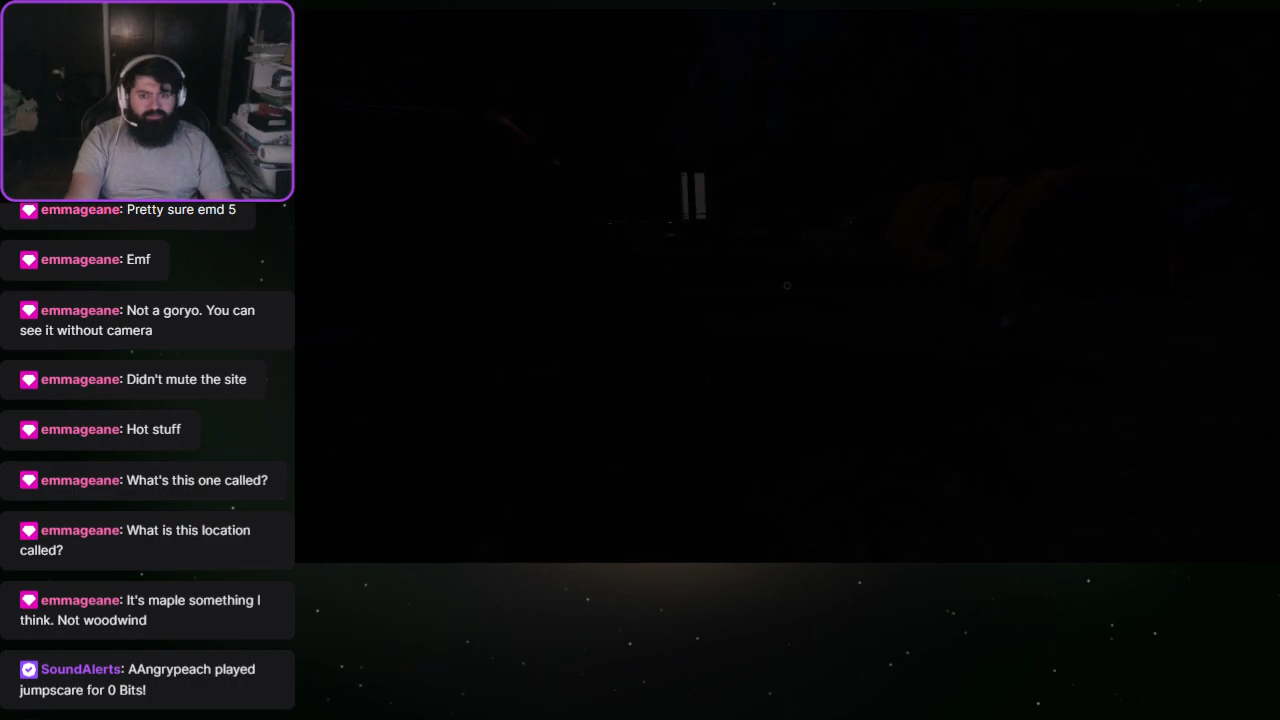 emmageane: Pretty sure emd 5
emmageane: Emf
emmageane: Not a goryo. You can
see it without camera
emmageane: Didn't mute the site
emmageane: Hot stuff
emmageane: What's this one called?
emmageane: What is this location
called?
emmageane: It's maple something I
think. Not woodwind
SoundAlerts: AAngrypeach played
jumpscare for 0 Bits!